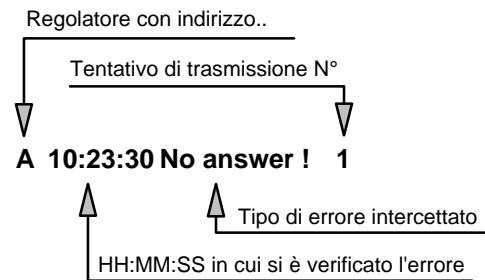 Regolatore con indirizzo..
Tentativo di trasmissione N°
A 10:23:30 No answer ! 1
Tipo di errore intercettato
HH:MM:SS in cui si è verificato l'errore